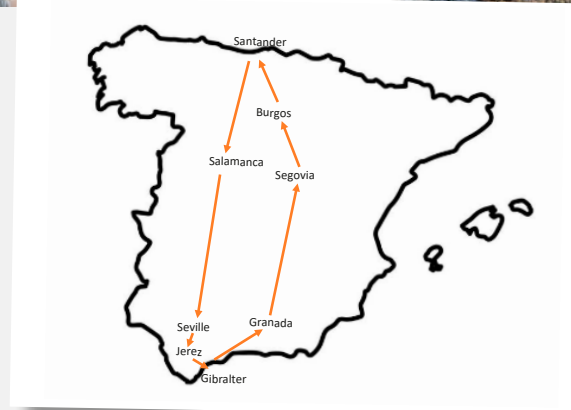 Santander
Burgos
Salamanca
Segovia
Seville
Granada
Jerez
Gibralter